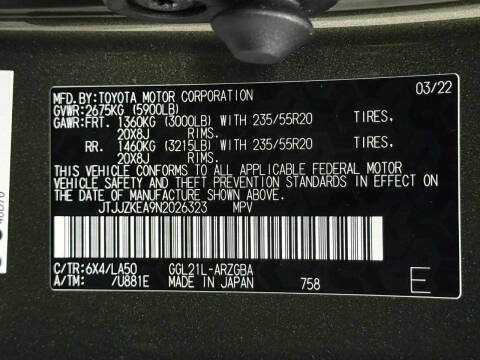 MFD.BY:TOYOTA MOTOR CORPORATION 03/22
GVWR:2675KG (5900LB)
GAWR:FRT. 1360KG (3000LB) WITH 235/55R20 TIRES.
20X8J RIMS.
RR. 1460KG (3215LB) WITH 235/55R20 TIRES.
20X8J RIMS.
THIS VEHICLE CONFORMS TO ALL APPLICABLE FEDERAL MOTOR
VEHICLE SAFETY AND THEFT PREVENTION STANDARDS IN EFFECT ON
THE DATE OF MANUFACTURE SHOWN ABOVE.
JTJJZKEA9N2026323 MPV
C/TR:6X4/LA50 GGL21L-ARZGBA
A/TM: /U881E MADE IN JAPAN 758 E